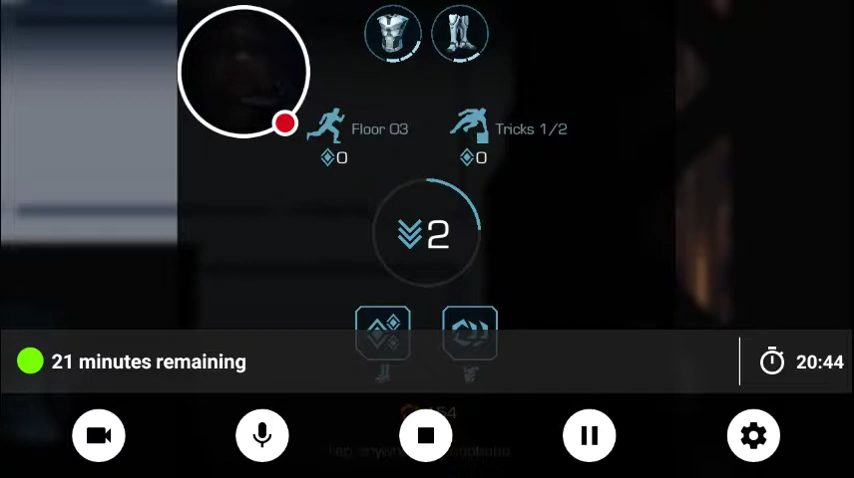 Floor 03
Tricks 1/2
0
0
2
21 minutes remaining
20:44